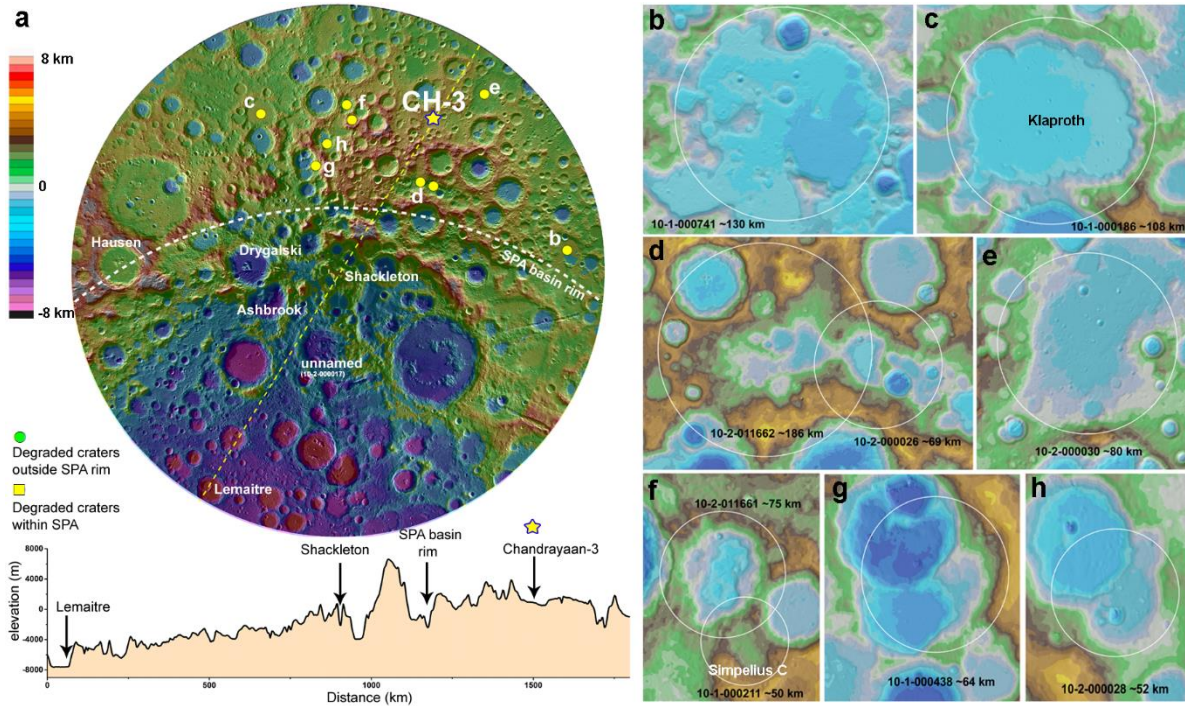 a
8 km
0
-8 km
c
f
CH-3
e
h
g
d
b
Hausen
Drygalski
Shackleton
SPA basin rim
Ashbrook
unnamed
(10-2-000017)
Lemaitre
Degraded craters
outside SPA rim
Degraded craters
within SPA
elevation (m)
8000
4000
0
-4000
-8000
Lemaitre
Shackleton
SPA basin
rim
Chandrayaan-3
0
500
1000
1500
Distance (km)
b
10-1-000741 ~130 km
c
Klaproth
10-1-000186 ~108 km
d
10-2-011662 ~186 km
10-2-000026 ~69 km
e
10-2-000030 ~80 km
f
10-2-011661 ~75 km
Simpelius C
10-1-000211 ~50 km
g
10-1-000438 ~64 km
h
10-2-000028 ~52 km